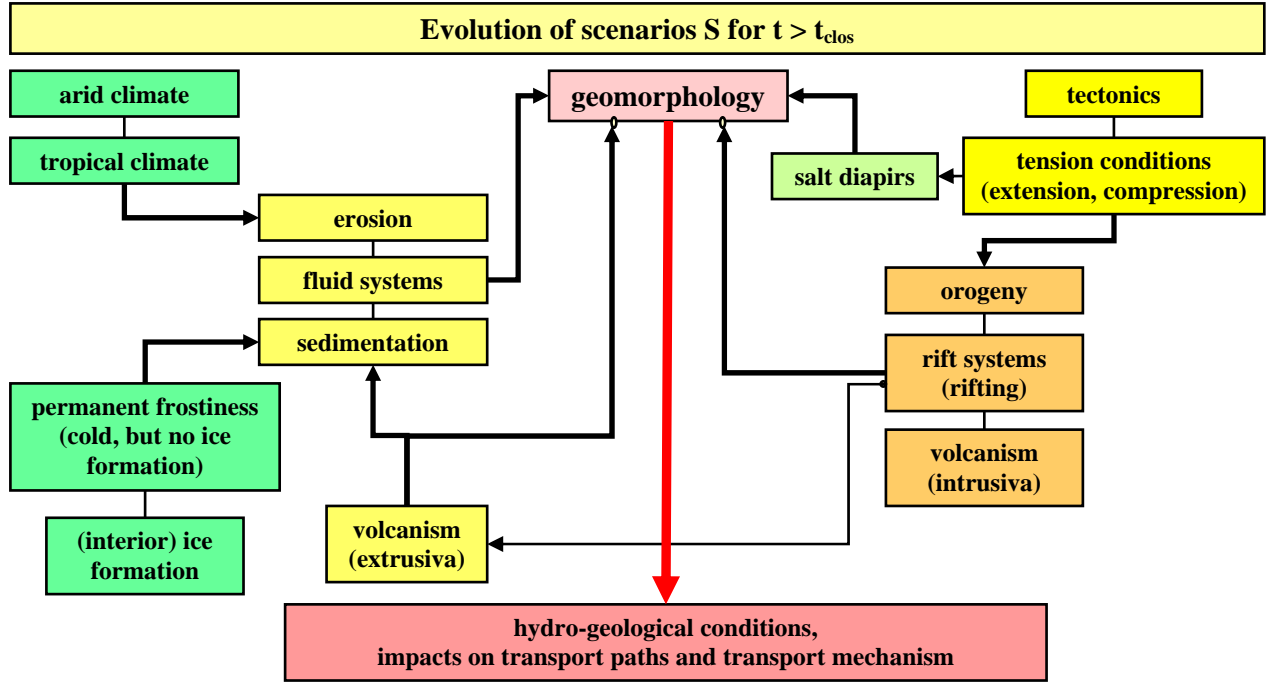 Evolution of scenarios S for t > t_clos
arid climate
tropical climate
geomorphology
tectonics
tension conditions
(extension, compression)
salt diapirs
erosion
fluid systems
sedimentation
orogeny
rift systems
(rifting)
volcanism
(intrusiva)
permanent frostiness
(cold, but no ice
formation)
(interior) ice
formation
volcanism
(extrusiva)
hydro-geological conditions,
impacts on transport paths and transport mechanism